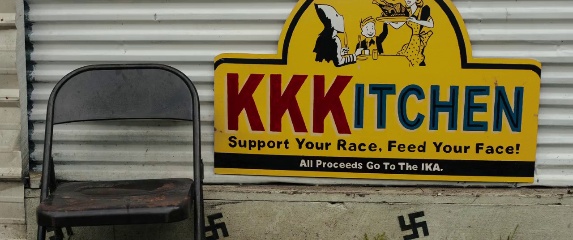 KKKITCHEN
Support Your Race, Feed Your Face!
All Proceeds Go To The IKA.